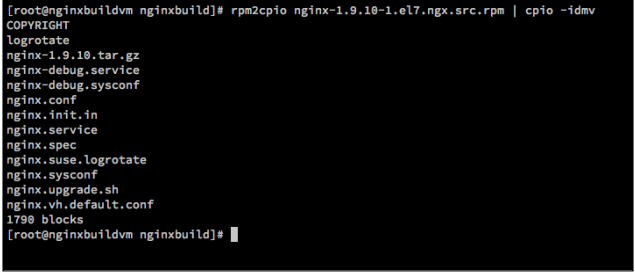 [root@nginxbuildvm nginxbuild]# rpm2cpio nginx-1.9.10-1.el7.ngx.src.rpm | cpio -idmv
COPYRIGHT
logrotate
nginx-1.9.10.tar.gz
nginx-debug.service
nginx-debug.sysconf
nginx.conf
nginx.init.in
nginx.service
nginx.spec
nginx.suse.logrotate
nginx.sysconf
nginx.upgrade.sh
nginx.vh.default.conf
1790 blocks
[root@nginxbuildvm nginxbuild]#